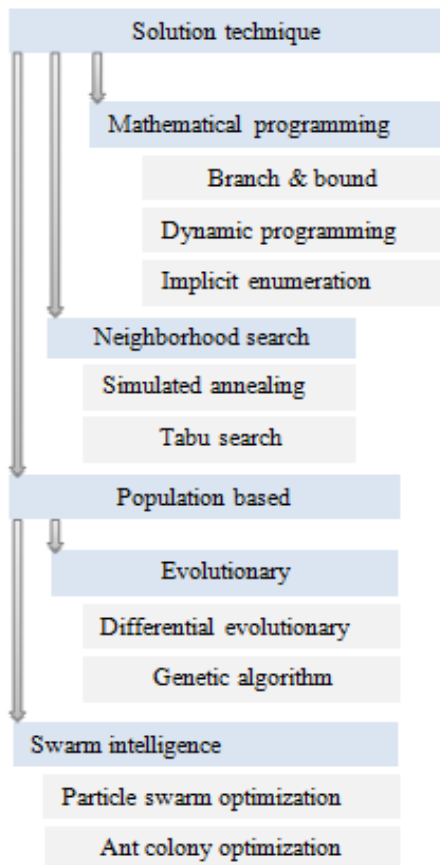 Solution technique
Mathematical programming
Branch & bound
Dynamic programming
Implicit enumeration
Neighborhood search
Simulated annealing
Tabu search
Population based
Evolutionary
Differential evolutionary
Genetic algorithm
Swarm intelligence
Particle swarm optimization
Ant colony optimization